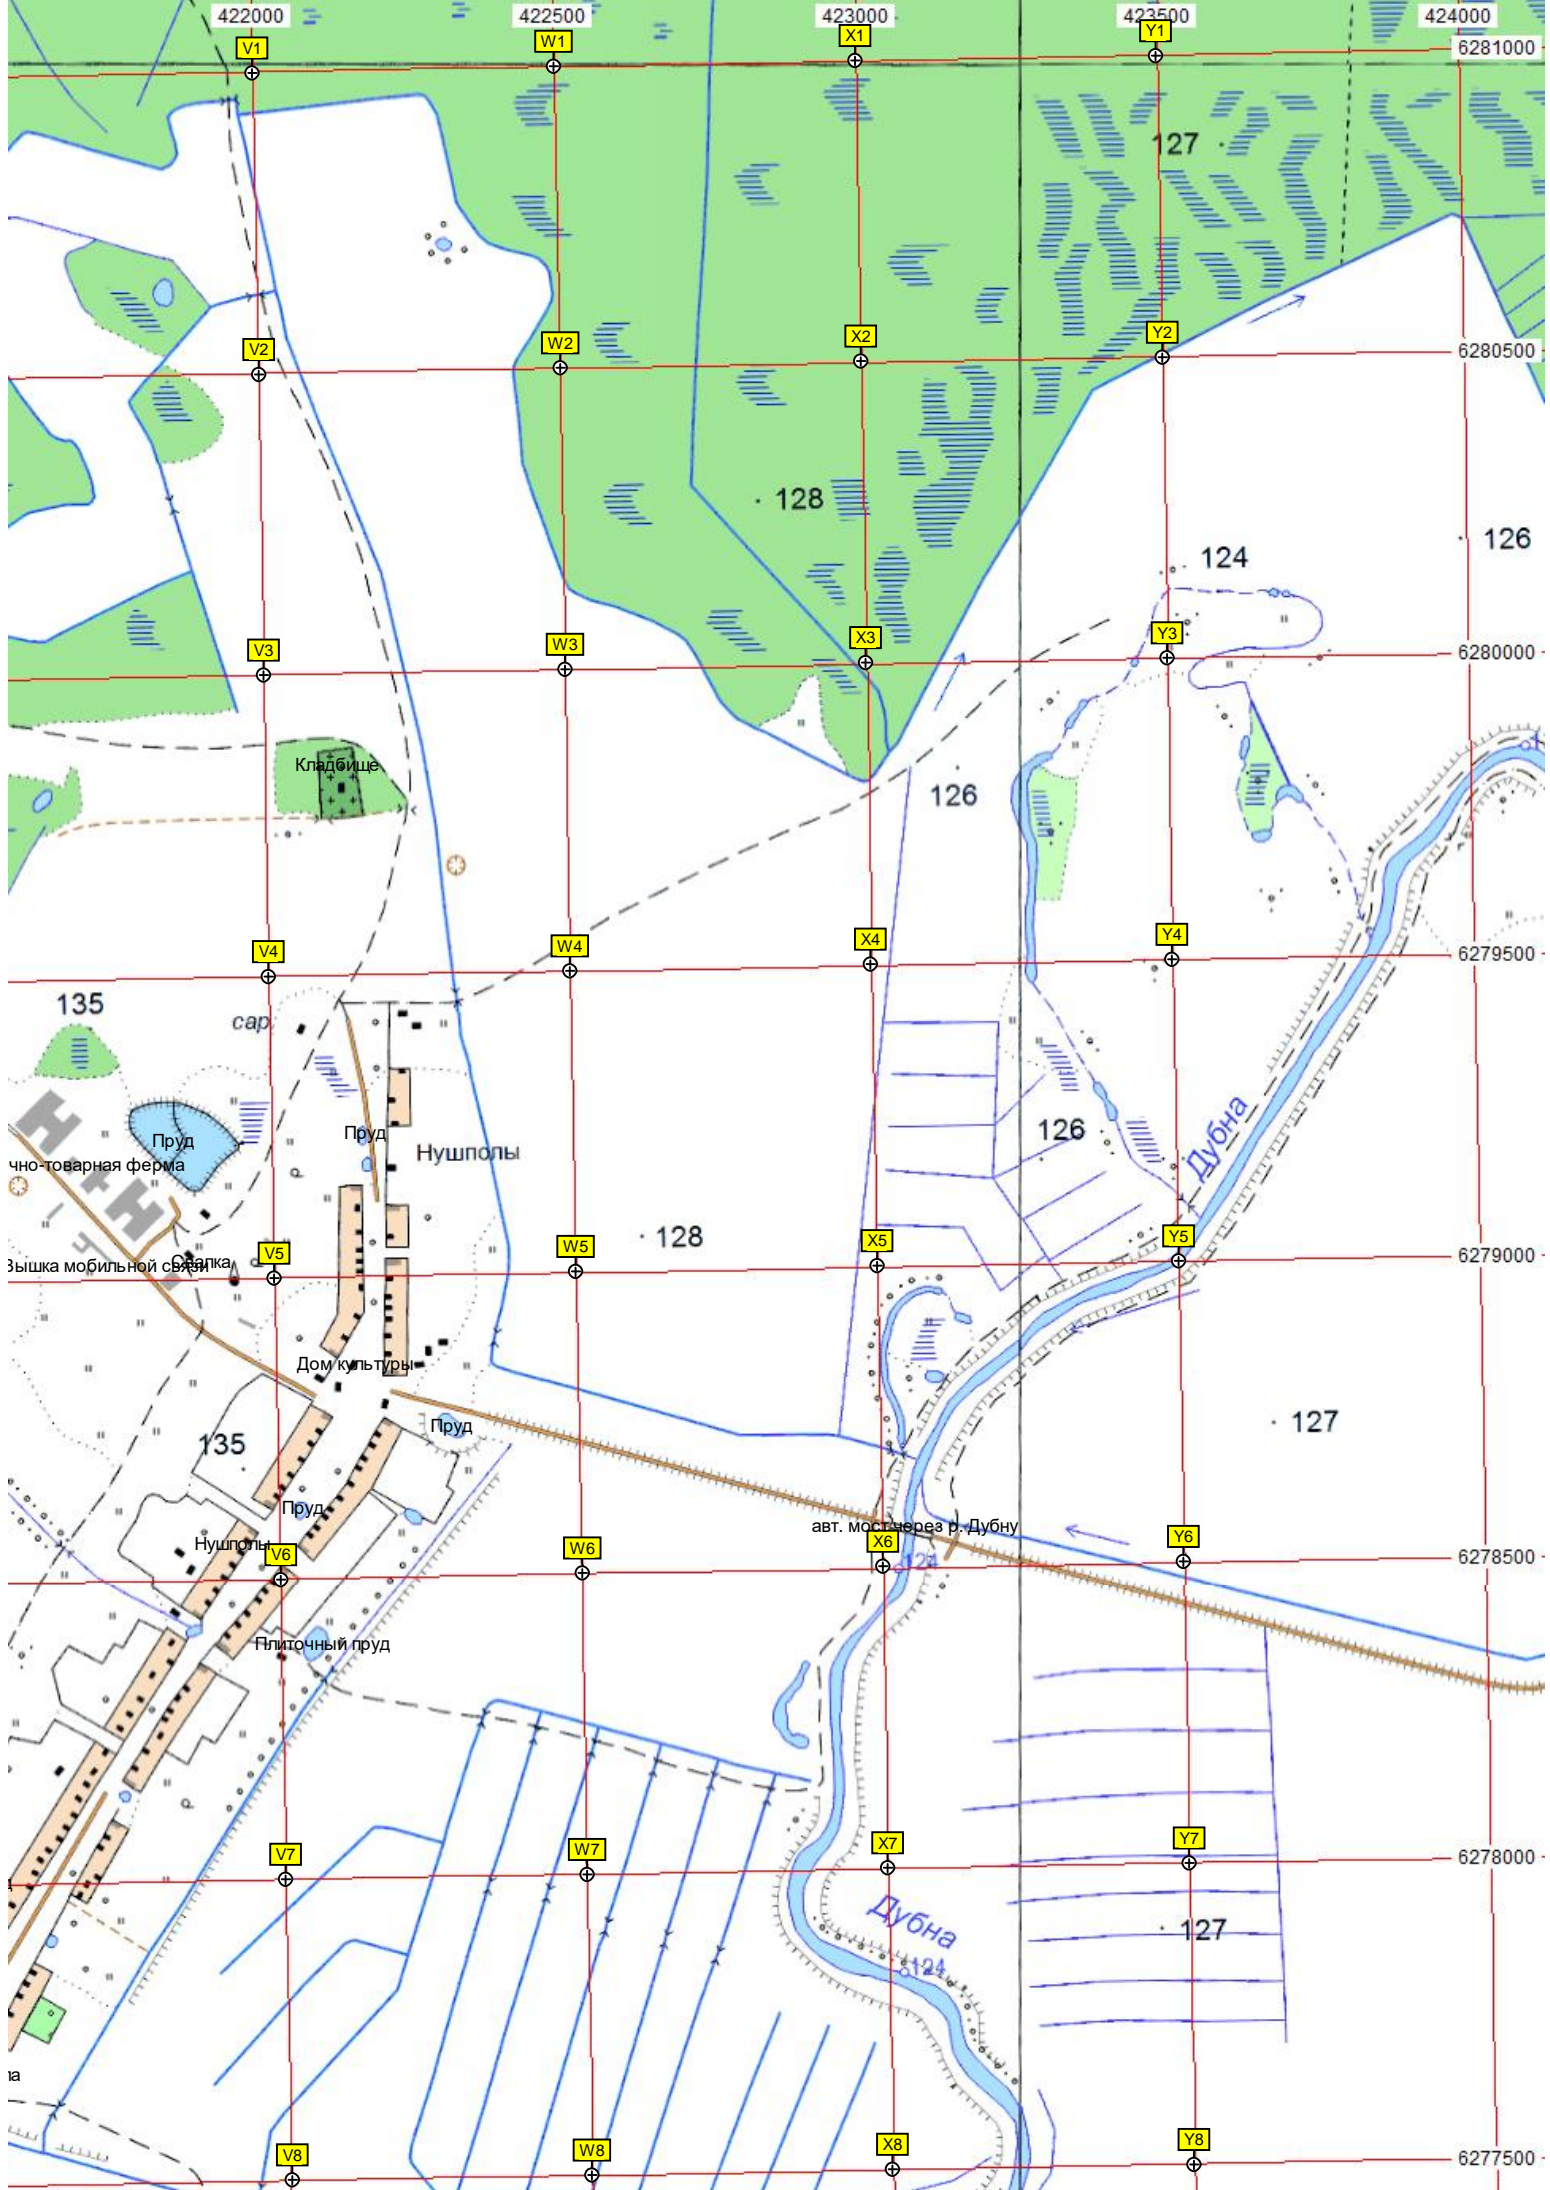 422000 422500 423000 423500 424000
V1 W1 X1 Y1 6281000
127
V2 W2 X2 Y2 6280500
128
124 126
V3 W3 X3 Y3 6280000
Кладбище
126
V4 W4 X4 Y4 6279500
135
сар.
Дубна
Пруд
Пруд
126
Нушполы
чно-товарная ферма
128
V5 W5 X5 Y5 6279000
Свалка
Вышка мобильной связи
Дом культуры
Пруд
127
135
Пруд
авт. мост через р. Дубну
Нушполы
V6 W6 X6 Y6 6278500
124
Плиточный пруд
V7 W7 X7 Y7 6278000
Дубна
127
124
ла
V8 W8 X8 Y8 6277500